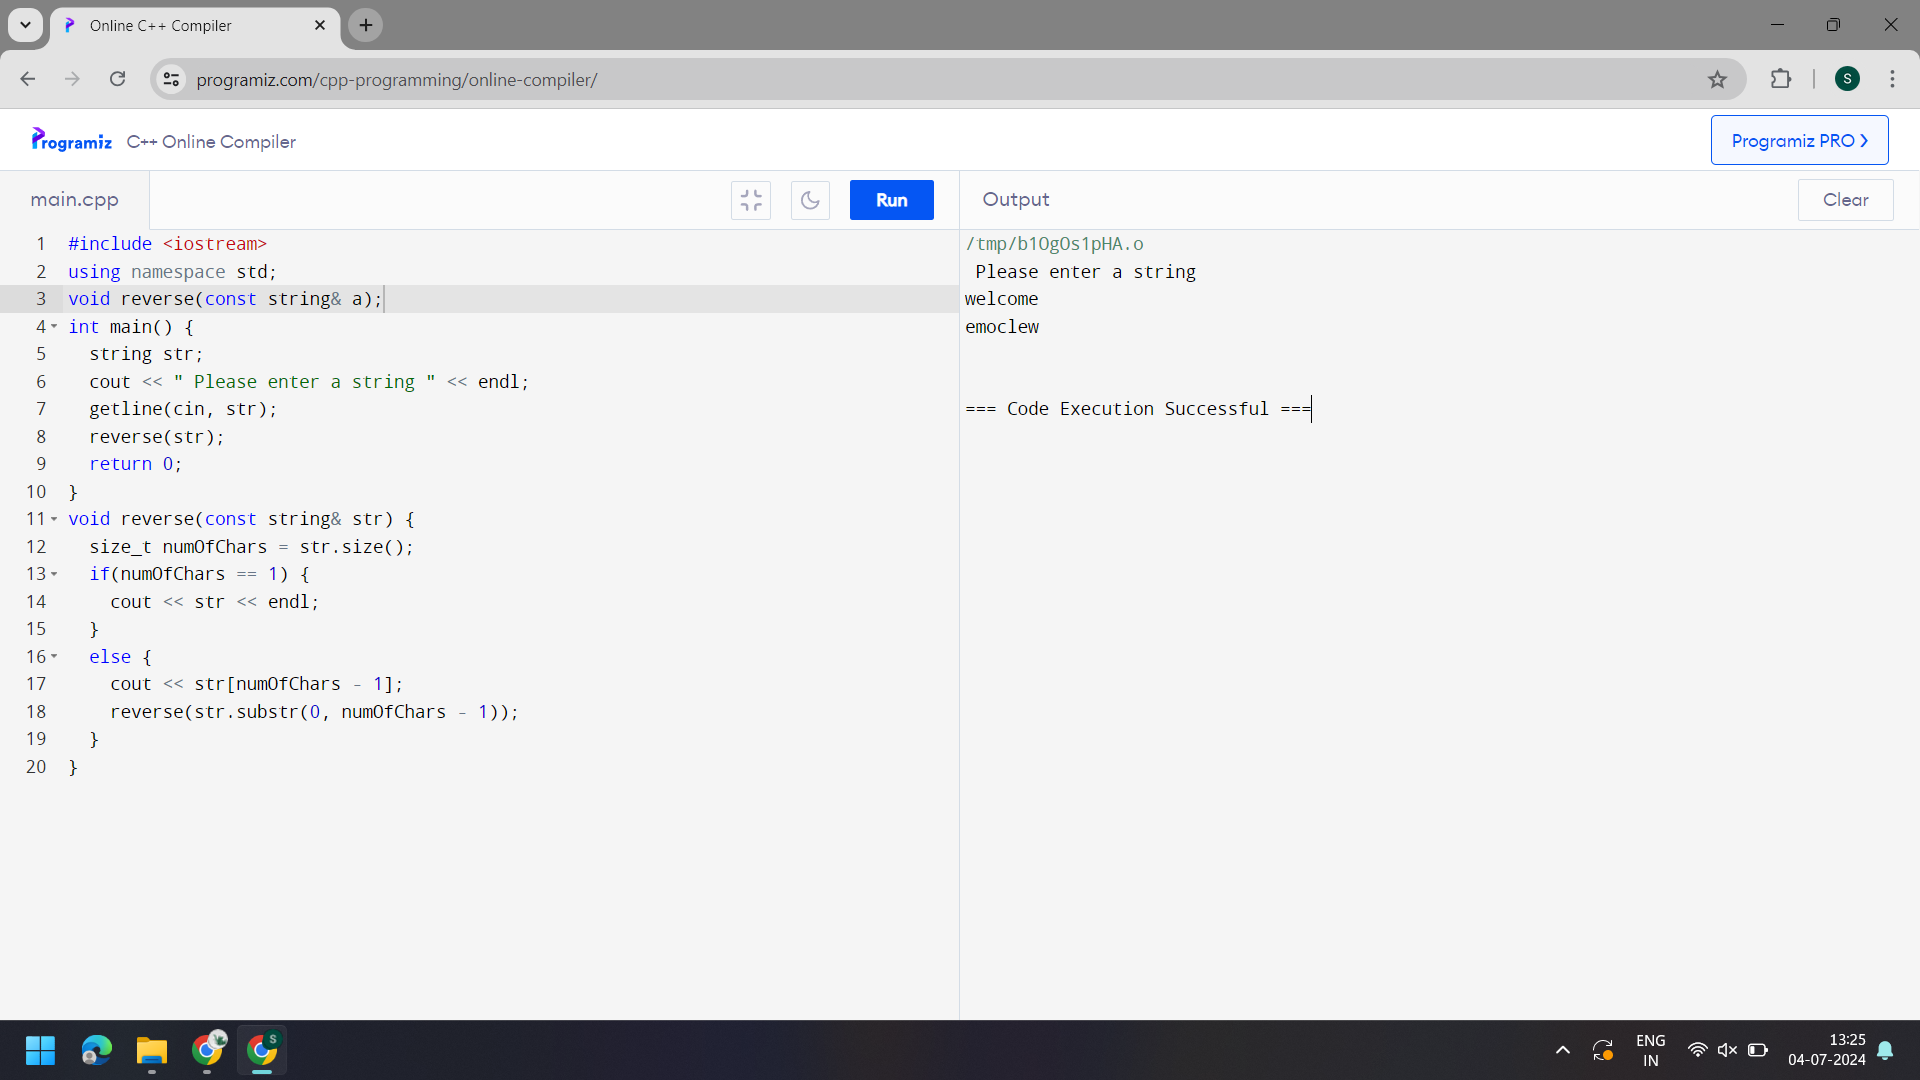 Online C++ Compiler
programiz.com/cpp-programming/online-compiler/
S
Programiz C++ Online Compiler
Programiz PRO
main.cpp
Run
Output
Clear
1 #include <iostream>
2 using namespace std;
3 void reverse(const string& a);
4 int main() {
5   string str;
6   cout << " Please enter a string " << endl;
7   getline(cin, str);
8   reverse(str);
9   return 0;
10 }
11 void reverse(const string& str) {
12   size_t numOfChars = str.size();
13   if(numOfChars == 1) {
14     cout << str << endl;
15   }
16   else {
17     cout << str[numOfChars - 1];
18     reverse(str.substr(0, numOfChars - 1));
19   }
20 }
/tmp/b1OgOs1pHA.o
 Please enter a string
welcome
emoclew
=== Code Execution Successful ===
S
ENG
IN
13:25
04-07-2024